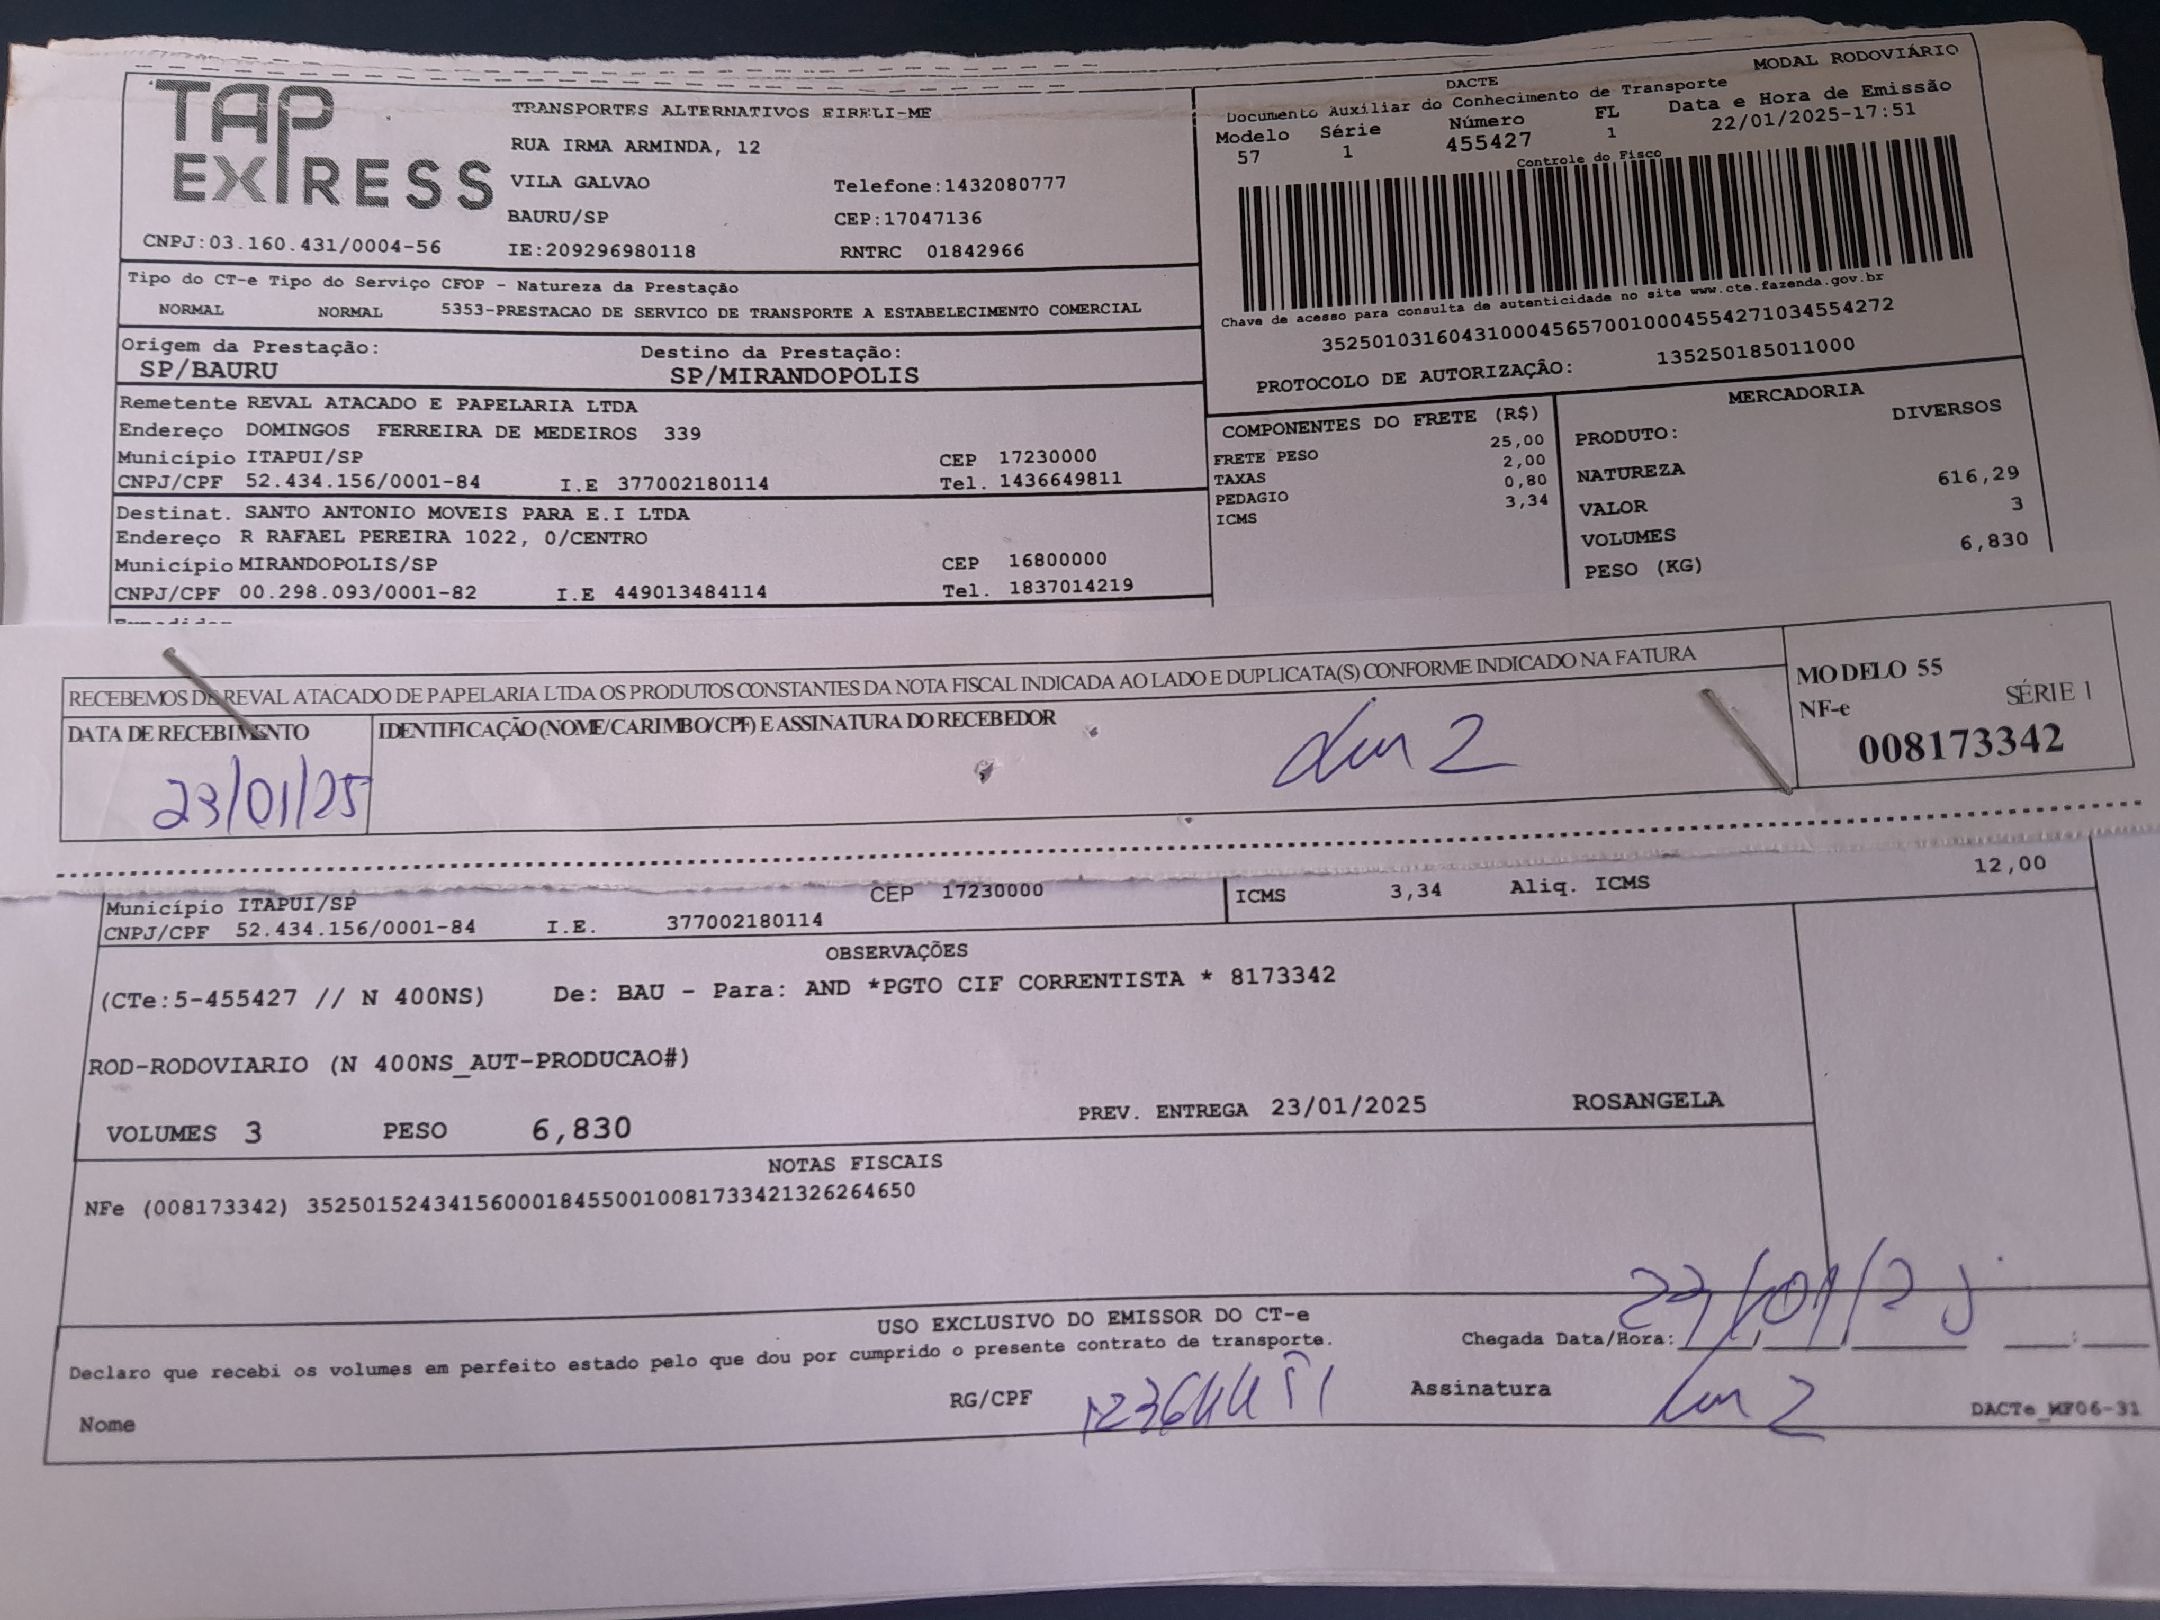 TAP EXPRESS
TRANSPORTES ALTERNATIVOS EIRELI-ME
RUA IRMA ARMINDA, 12
VILA GALVAO Telefone:1432080777
BAURU/SP CEP:17047136
CNPJ:03.160.431/0004-56 IE:209296980118 RNTRC 01842966
MODAL RODOVIÁRIO
DACTE
Documento Auxiliar do Conhecimento de Transporte
Modelo Série Número FL Data e Hora de Emissão
57 1 455427 1 22/01/2025-17:51
Controle do Fisco
Chave de acesso para consulta de autenticidade no site www.cte.fazenda.gov.br
35250103160431000456570010004554271034554272
PROTOCOLO DE AUTORIZAÇÃO: 135250185011000
Tipo do CT-e Tipo do Serviço CFOP - Natureza da Prestação
NORMAL NORMAL 5353-PRESTACAO DE SERVICO DE TRANSPORTE A ESTABELECIMENTO COMERCIAL
Origem da Prestação: Destino da Prestação:
SP/BAURU SP/MIRANDOPOLIS
Remetente REVAL ATACADO E PAPELARIA LTDA
Endereço DOMINGOS FERREIRA DE MEDEIROS 339
Município ITAPUI/SP CEP 17230000
CNPJ/CPF 52.434.156/0001-84 I.E 377002180114 Tel. 1436649811
Destinat. SANTO ANTONIO MOVEIS PARA E.I LTDA
Endereço R RAFAEL PEREIRA 1022, 0/CENTRO
Município MIRANDOPOLIS/SP CEP 16800000
CNPJ/CPF 00.298.093/0001-82 I.E 449013484114 Tel. 1837014219
COMPONENTES DO FRETE (R$)
FRETE PESO 25,00
TAXAS 2,00
PEDAGIO 0,80
ICMS 3,34
MERCADORIA
PRODUTO: DIVERSOS
NATUREZA
VALOR 616,29
VOLUMES 3
PESO (KG) 6,830
RECEBEMOS DE REVAL ATACADO DE PAPELARIA LTDA OS PRODUTOS CONSTANTES DA NOTA FISCAL INDICADA AO LADO E DUPLICATA(S) CONFORME INDICADO NA FATURA
DATA DE RECEBIMENTO IDENTIFICAÇÃO (NOME/CARIMBO/CPF) E ASSINATURA DO RECEBEDOR
23/01/25
MODELO 55
NF-e SÉRIE 1
008173342
Município ITAPUI/SP CEP 17230000
CNPJ/CPF 52.434.156/0001-84 I.E. 377002180114
ICMS 3,34 Aliq. ICMS 12,00
OBSERVAÇÕES
(CTe:5-455427 // N 400NS) De: BAU - Para: AND *PGTO CIF CORRENTISTA * 8173342
ROD-RODOVIARIO (N 400NS_AUT-PRODUCAO#)
VOLUMES 3 PESO 6,830 PREV. ENTREGA 23/01/2025 ROSANGELA
NOTAS FISCAIS
NFe (008173342) 35250152434156000184550010081733421326264650
USO EXCLUSIVO DO EMISSOR DO CT-e
Declaro que recebi os volumes em perfeito estado pelo que dou por cumprido o presente contrato de transporte.
Chegada Data/Hora: 23/01/25
Nome RG/CPF Assinatura
DACTe_MF06-31